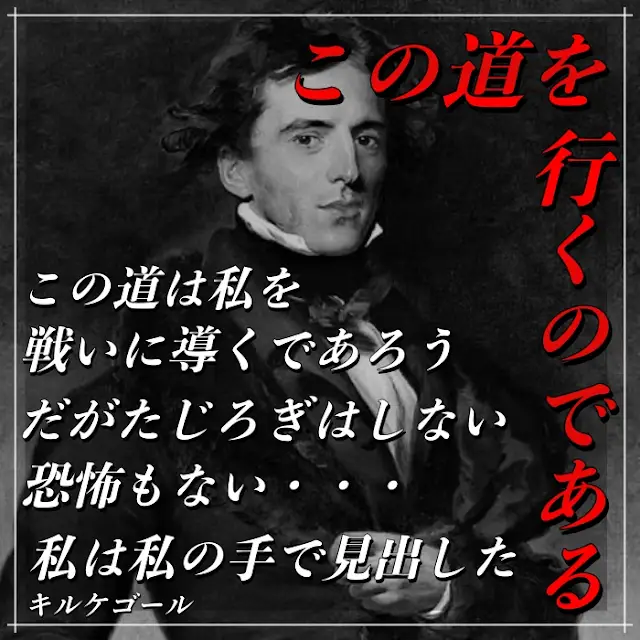 この道は私を
戦いに導くであろう
だがたじろぎはしない
恐怖もない・・・
私は私の手で見出した
この道を行くのである
キルケゴール